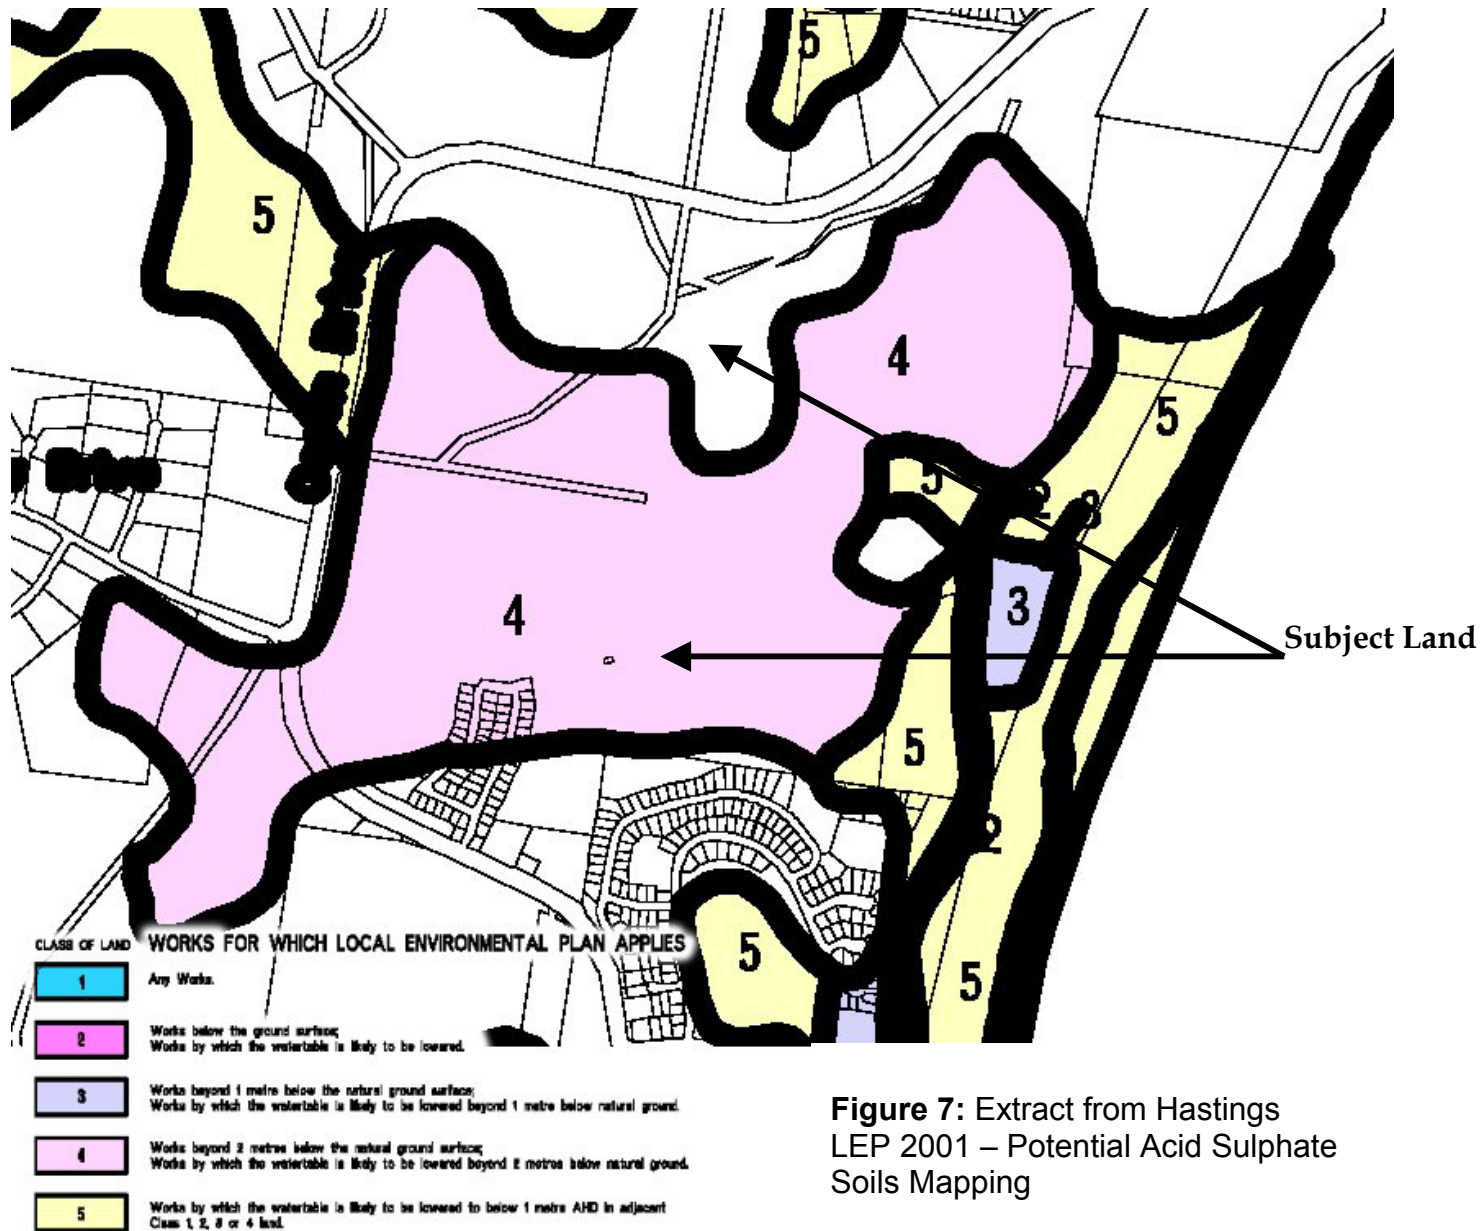 5
5
4
5
5
2
3
4
3
Subject Land
5
2
5
5
CLASS OF LAND WORKS FOR WHICH LOCAL ENVIRONMENTAL PLAN APPLIES
1 Any Works.
2 Works below the ground surface;
Works by which the watertable is likely to be lowered.
3 Works beyond 1 metre below the natural ground surface;
Works by which the watertable is likely to be lowered beyond 1 metre below natural ground.
4 Works beyond 2 metres below the natural ground surface;
Works by which the watertable is likely to be lowered beyond 2 metres below natural ground.
5 Works by which the watertable is likely to be lowered to below 1 metre AHD in adjacent
Class 1, 2, 3 or 4 land.
Figure 7: Extract from Hastings
LEP 2001 – Potential Acid Sulphate
Soils Mapping